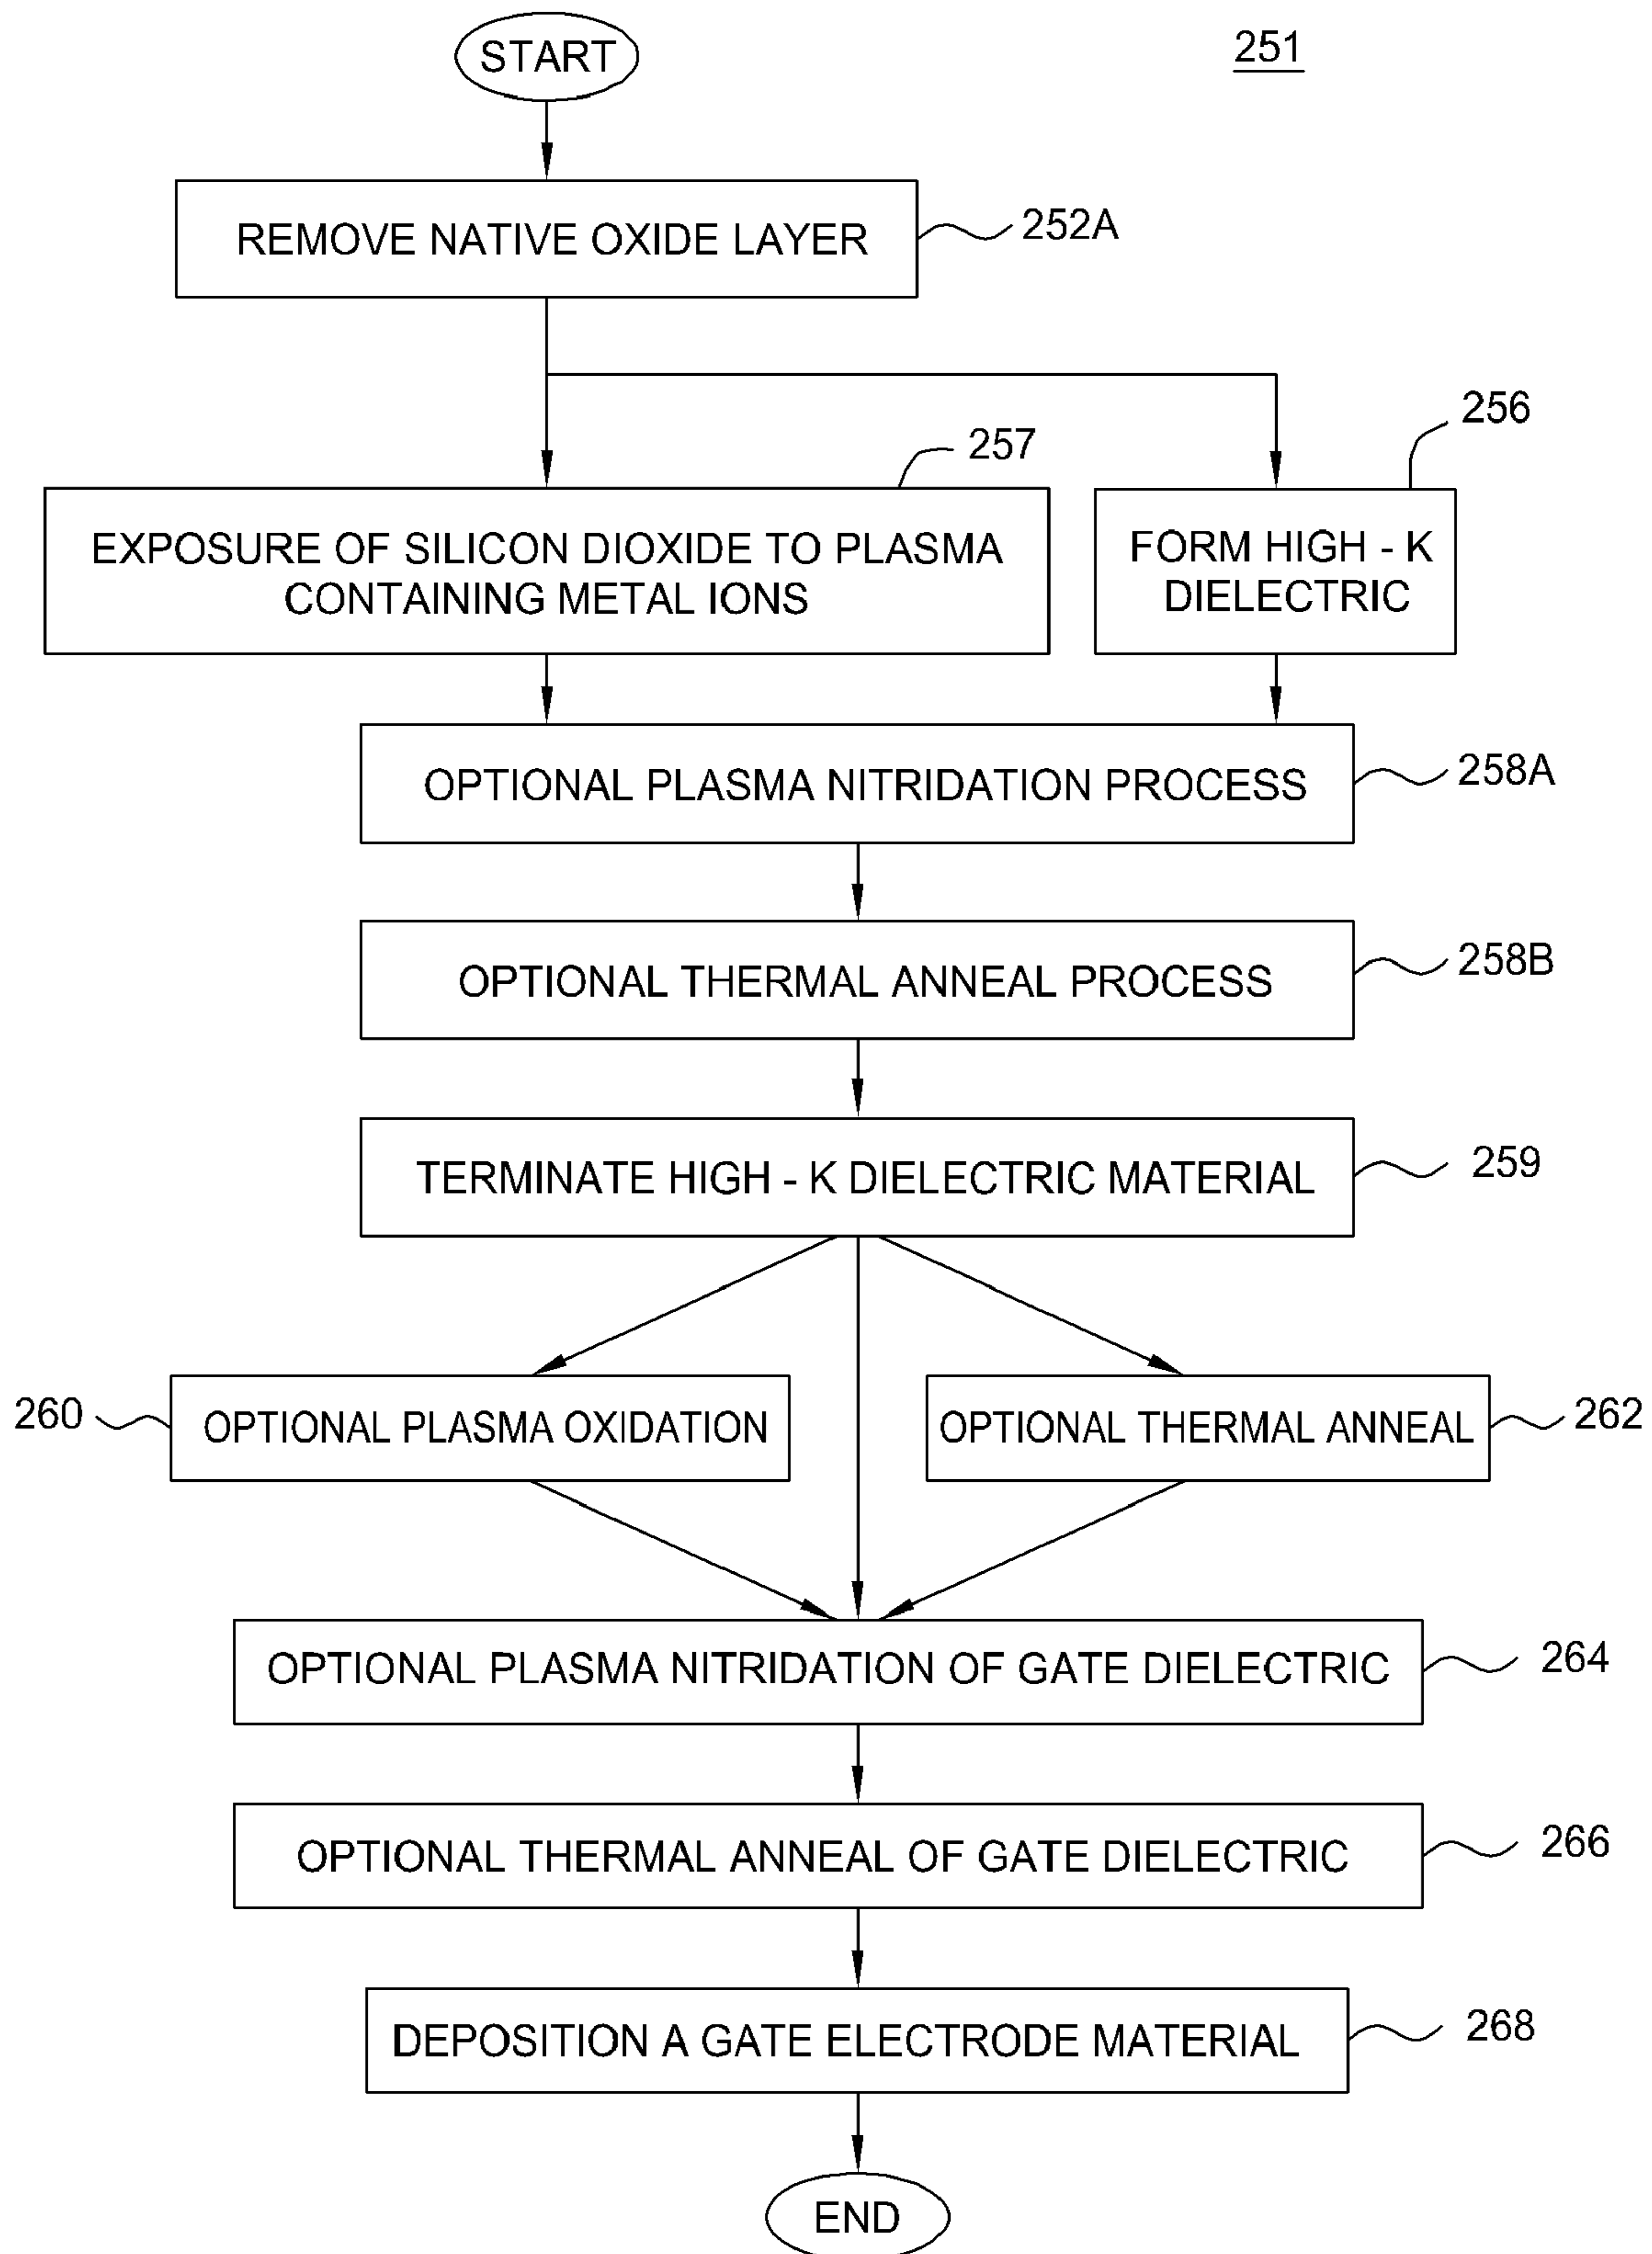 START
251
REMOVE NATIVE OXIDE LAYER
252A
256
257
EXPOSURE OF SILICON DIOXIDE TO PLASMA
CONTAINING METAL IONS
FORM HIGH - K
DIELECTRIC
OPTIONAL PLASMA NITRIDATION PROCESS
258A
OPTIONAL THERMAL ANNEAL PROCESS
258B
TERMINATE HIGH - K DIELECTRIC MATERIAL
259
260
OPTIONAL PLASMA OXIDATION
OPTIONAL THERMAL ANNEAL
262
OPTIONAL PLASMA NITRIDATION OF GATE DIELECTRIC
264
OPTIONAL THERMAL ANNEAL OF GATE DIELECTRIC
266
DEPOSITION A GATE ELECTRODE MATERIAL
268
END